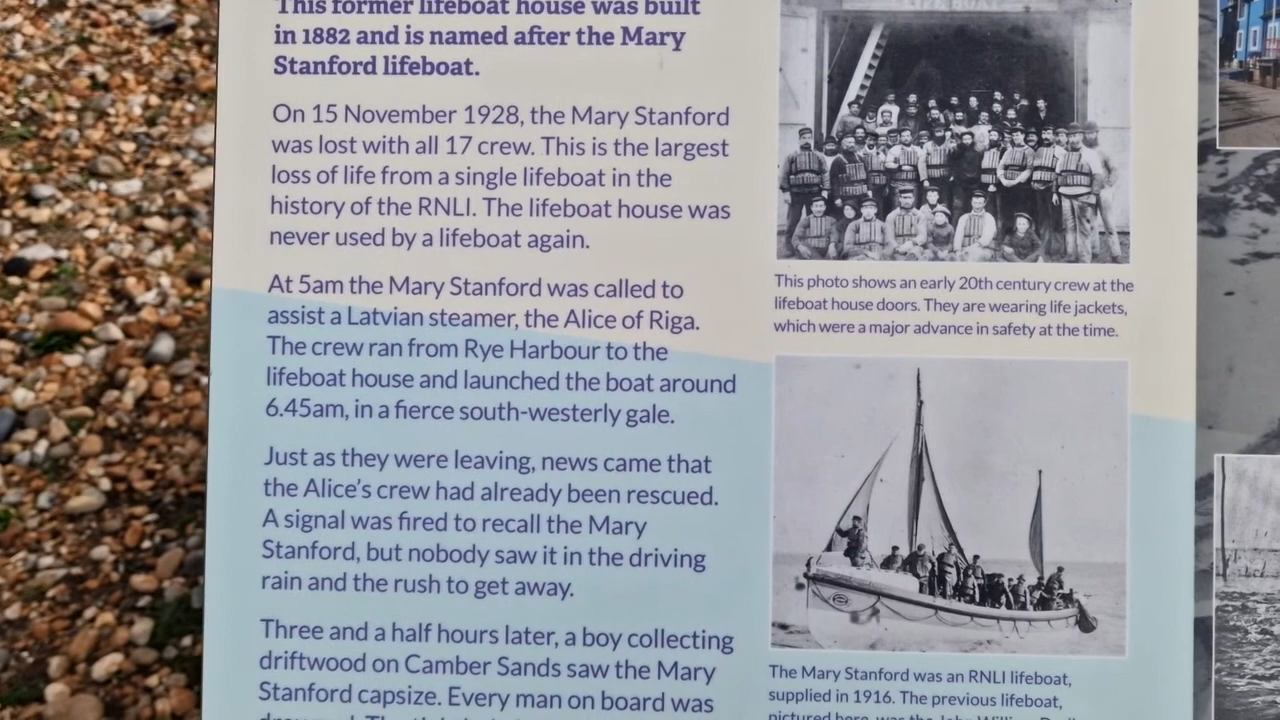 This former lifeboat house was built
in 1882 and is named after the Mary
Stanford lifeboat.
On 15 November 1928, the Mary Stanford
was lost with all 17 crew. This is the largest
loss of life from a single lifeboat in the
history of the RNLI. The lifeboat house was
never used by a lifeboat again.
At 5am the Mary Stanford was called to
assist a Latvian steamer, the Alice of Riga.
The crew ran from Rye Harbour to the
lifeboat house and launched the boat around
6.45am, in a fierce south-westerly gale.
Just as they were leaving, news came that
the Alice’s crew had already been rescued.
A signal was fired to recall the Mary
Stanford, but nobody saw it in the driving
rain and the rush to get away.
Three and a half hours later, a boy collecting
driftwood on Camber Sands saw the Mary
Stanford capsize. Every man on board was
This photo shows an early 20th century crew at the
lifeboat house doors. They are wearing life jackets,
which were a major advance in safety at the time.
The Mary Stanford was an RNLI lifeboat,
supplied in 1916. The previous lifeboat,
pictured here, was the John William